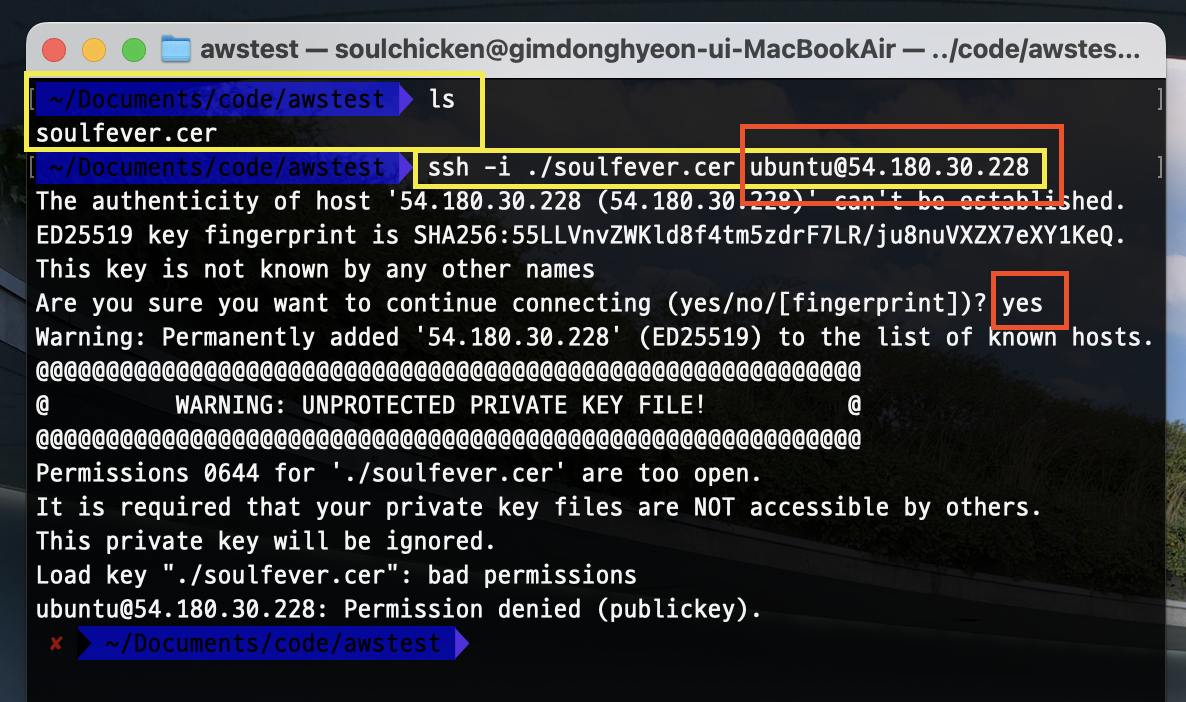 awstest — soulchicken@gimdonghyeon-ui-MacBookAir — ../code/awstes...
[ ~/Documents/code/awstest ls ]
soulfever.cer
[ ~/Documents/code/awstest ssh -i ./soulfever.cer ubuntu@54.180.30.228 ]
The authenticity of host '54.180.30.228 (54.180.30.228)' can't be established.
ED25519 key fingerprint is SHA256:55LLVnvZWKld8f4tm5zdrF7LR/ju8nuVXZX7eXY1KeQ.
This key is not known by any other names
Are you sure you want to continue connecting (yes/no/[fingerprint])? yes
Warning: Permanently added '54.180.30.228' (ED25519) to the list of known hosts.
@@@@@@@@@@@@@@@@@@@@@@@@@@@@@@@@@@@@@@@@@@@@@@@@@@@@@@@@@@@
@         WARNING: UNPROTECTED PRIVATE KEY FILE!          @
@@@@@@@@@@@@@@@@@@@@@@@@@@@@@@@@@@@@@@@@@@@@@@@@@@@@@@@@@@@
Permissions 0644 for './soulfever.cer' are too open.
It is required that your private key files are NOT accessible by others.
This private key will be ignored.
Load key "./soulfever.cer": bad permissions
ubuntu@54.180.30.228: Permission denied (publickey).
✘ ~/Documents/code/awstest